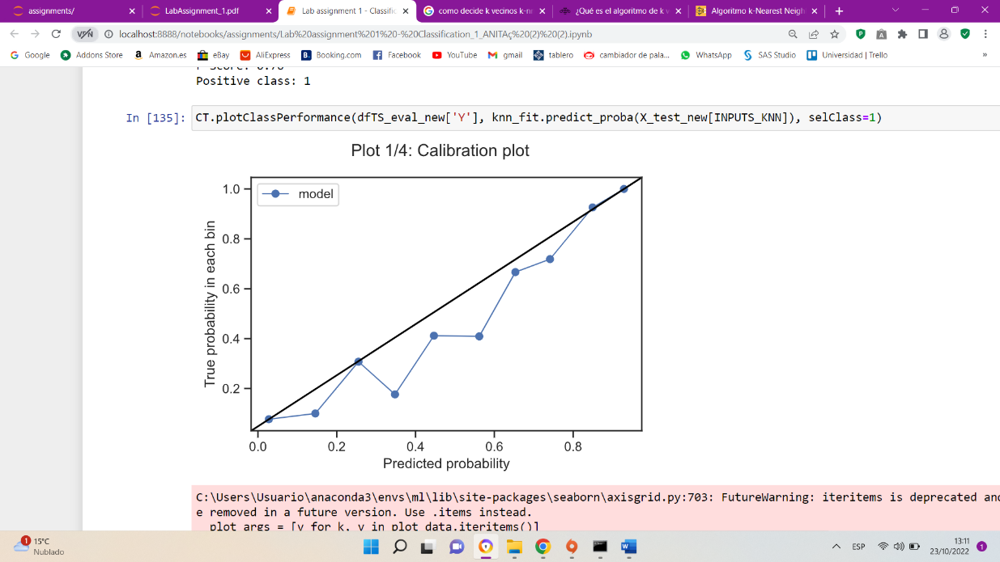 assignments/
LabAssignment_1.pdf
Lab assignment 1 - Classific
como decide k vecinos k-n
¿Qué es el algoritmo de k v
Algoritmo k-Nearest Neigh
VPN
localhost:8888/notebooks/assignments/Lab%20assignment%201%20-%20Classification_1_ANITAç%20(2)%20(2).ipynb
Google
Addons Store
Amazon.es
eBay
AliExpress
Booking.com
Facebook
YouTube
gmail
tablero
cambiador de pala...
WhatsApp
SAS Studio
Universidad | Trello
»
Positive class: 1
In [135]: CT.plotClassPerformance(dfTS_eval_new['Y'], knn_fit.predict_proba(X_test_new[INPUTS_KNN]), selClass=1)
Plot 1/4: Calibration plot
model
1.0
0.8
0.6
0.4
0.2
True probability in each bin
0.0 0.2 0.4 0.6 0.8
Predicted probability
C:\Users\Usuario\anaconda3\envs\ml\lib\site-packages\seaborn\axisgrid.py:703: FutureWarning: iteritems is deprecated and
e removed in a future version. Use .items instead.
plot_args = [v for k, v in plot_data.iteritems()]
1
15°C
Nublado
ESP
13:11
23/10/2022
1